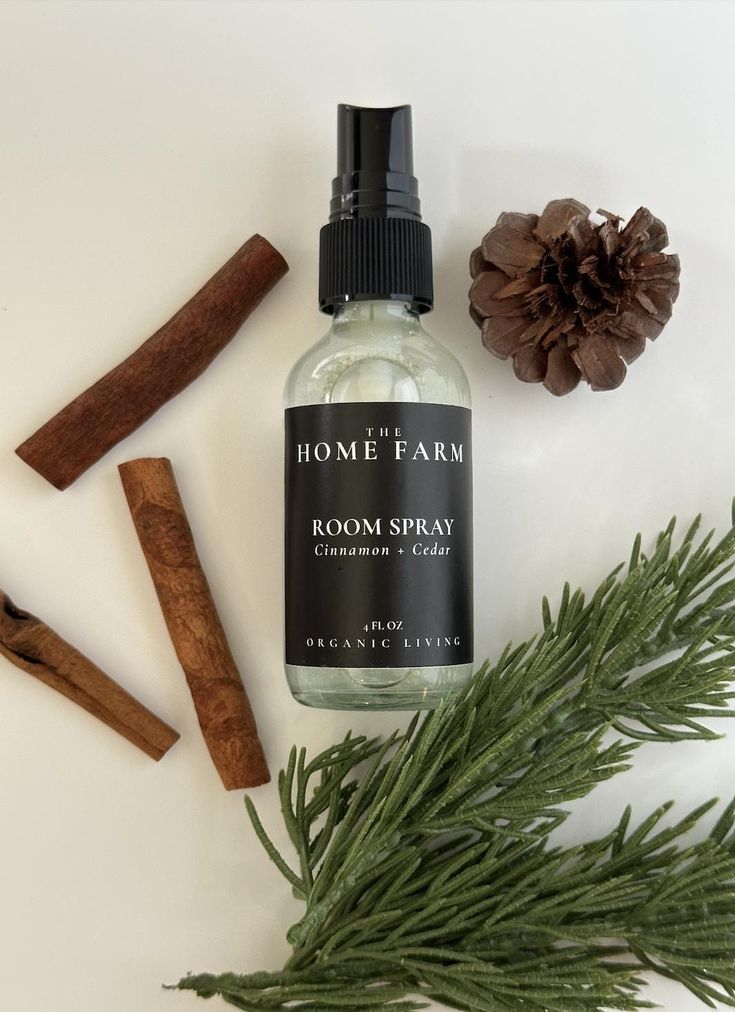 THE
HOME FARM
ROOM SPRAY
Cinnamon + Cedar
4 FL OZ
ORGANIC LIVING